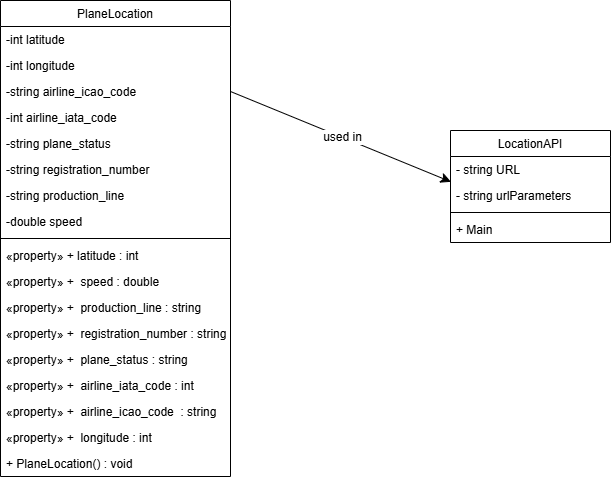 PlaneLocation
-int latitude
-int longitude
-string airline_icao_code
-int airline_iata_code
-string plane_status
-string registration_number
-string production_line
-double speed
«property» + latitude : int
«property» +  speed : double
«property» +  production_line : string
«property» +  registration_number : string
«property» +  plane_status : string
«property» +  airline_iata_code : int
«property» +  airline_icao_code  : string
«property» +  longitude : int
+ PlaneLocation() : void
used in
LocationAPI
- string URL
- string urlParameters
+ Main